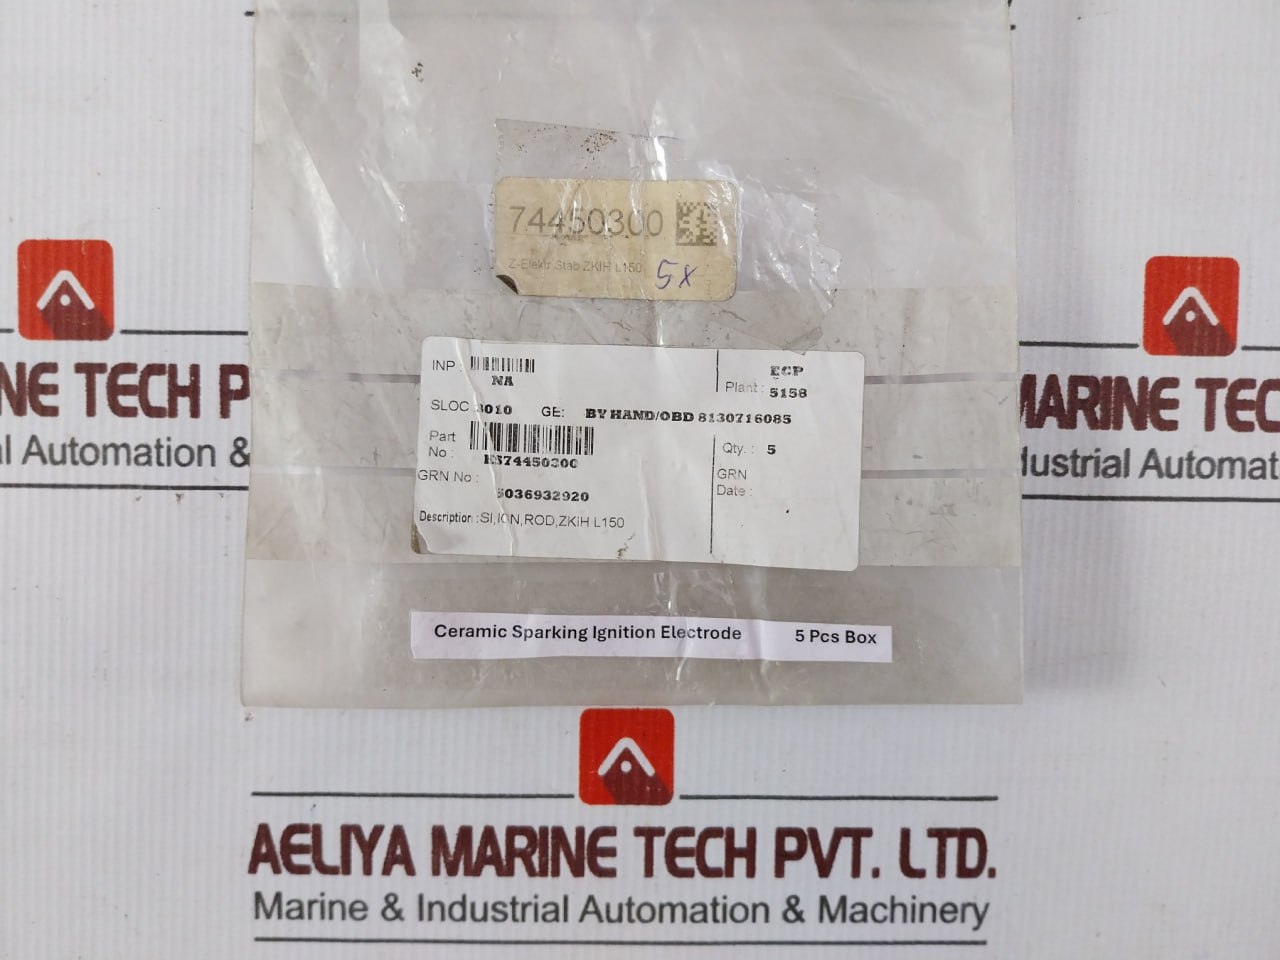 74450300
Z-Elektr Stab ZKIH L150
5x
INP :
NA
ECP
Plant : 5158
SLOC 3010 GE: BY HAND/OBD 8130716085
Part
No :
Qty. : 5
GRN No :
GRN
Date :
5036932920
Description :SI,IGN,ROD,ZKIH L150
Ceramic Sparking Ignition Electrode 5 Pcs Box
NE TECH P
al Automation &
MARINE TEC
dustrial Automat
AELIYA MARINE TECH PVT. LTD.
Marine & Industrial Automation & Machinery